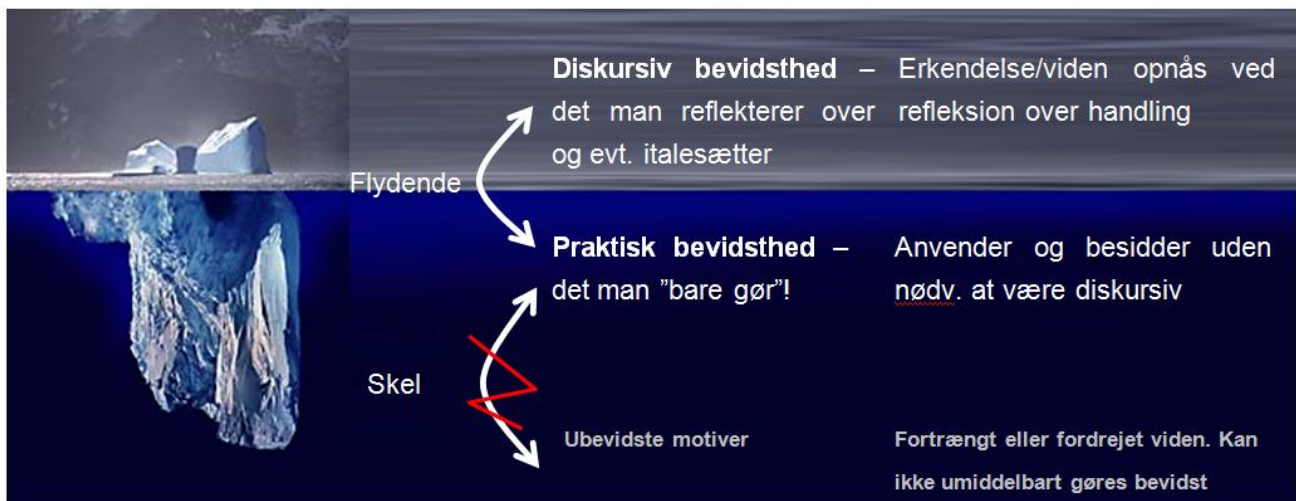 Diskursiv bevidsthed –
det man reflekterer over
og evt. italesætter
Erkendelse/viden opnås ved
refleksion over handling
Flydende
Praktisk bevidsthed –
det man ”bare gør”!
Anvender og besidder uden
nødv. at være diskursiv
Skel
Ubevidste motiver
Fortrængt eller fordrejet viden. Kan
ikke umiddelbart gøres bevidst